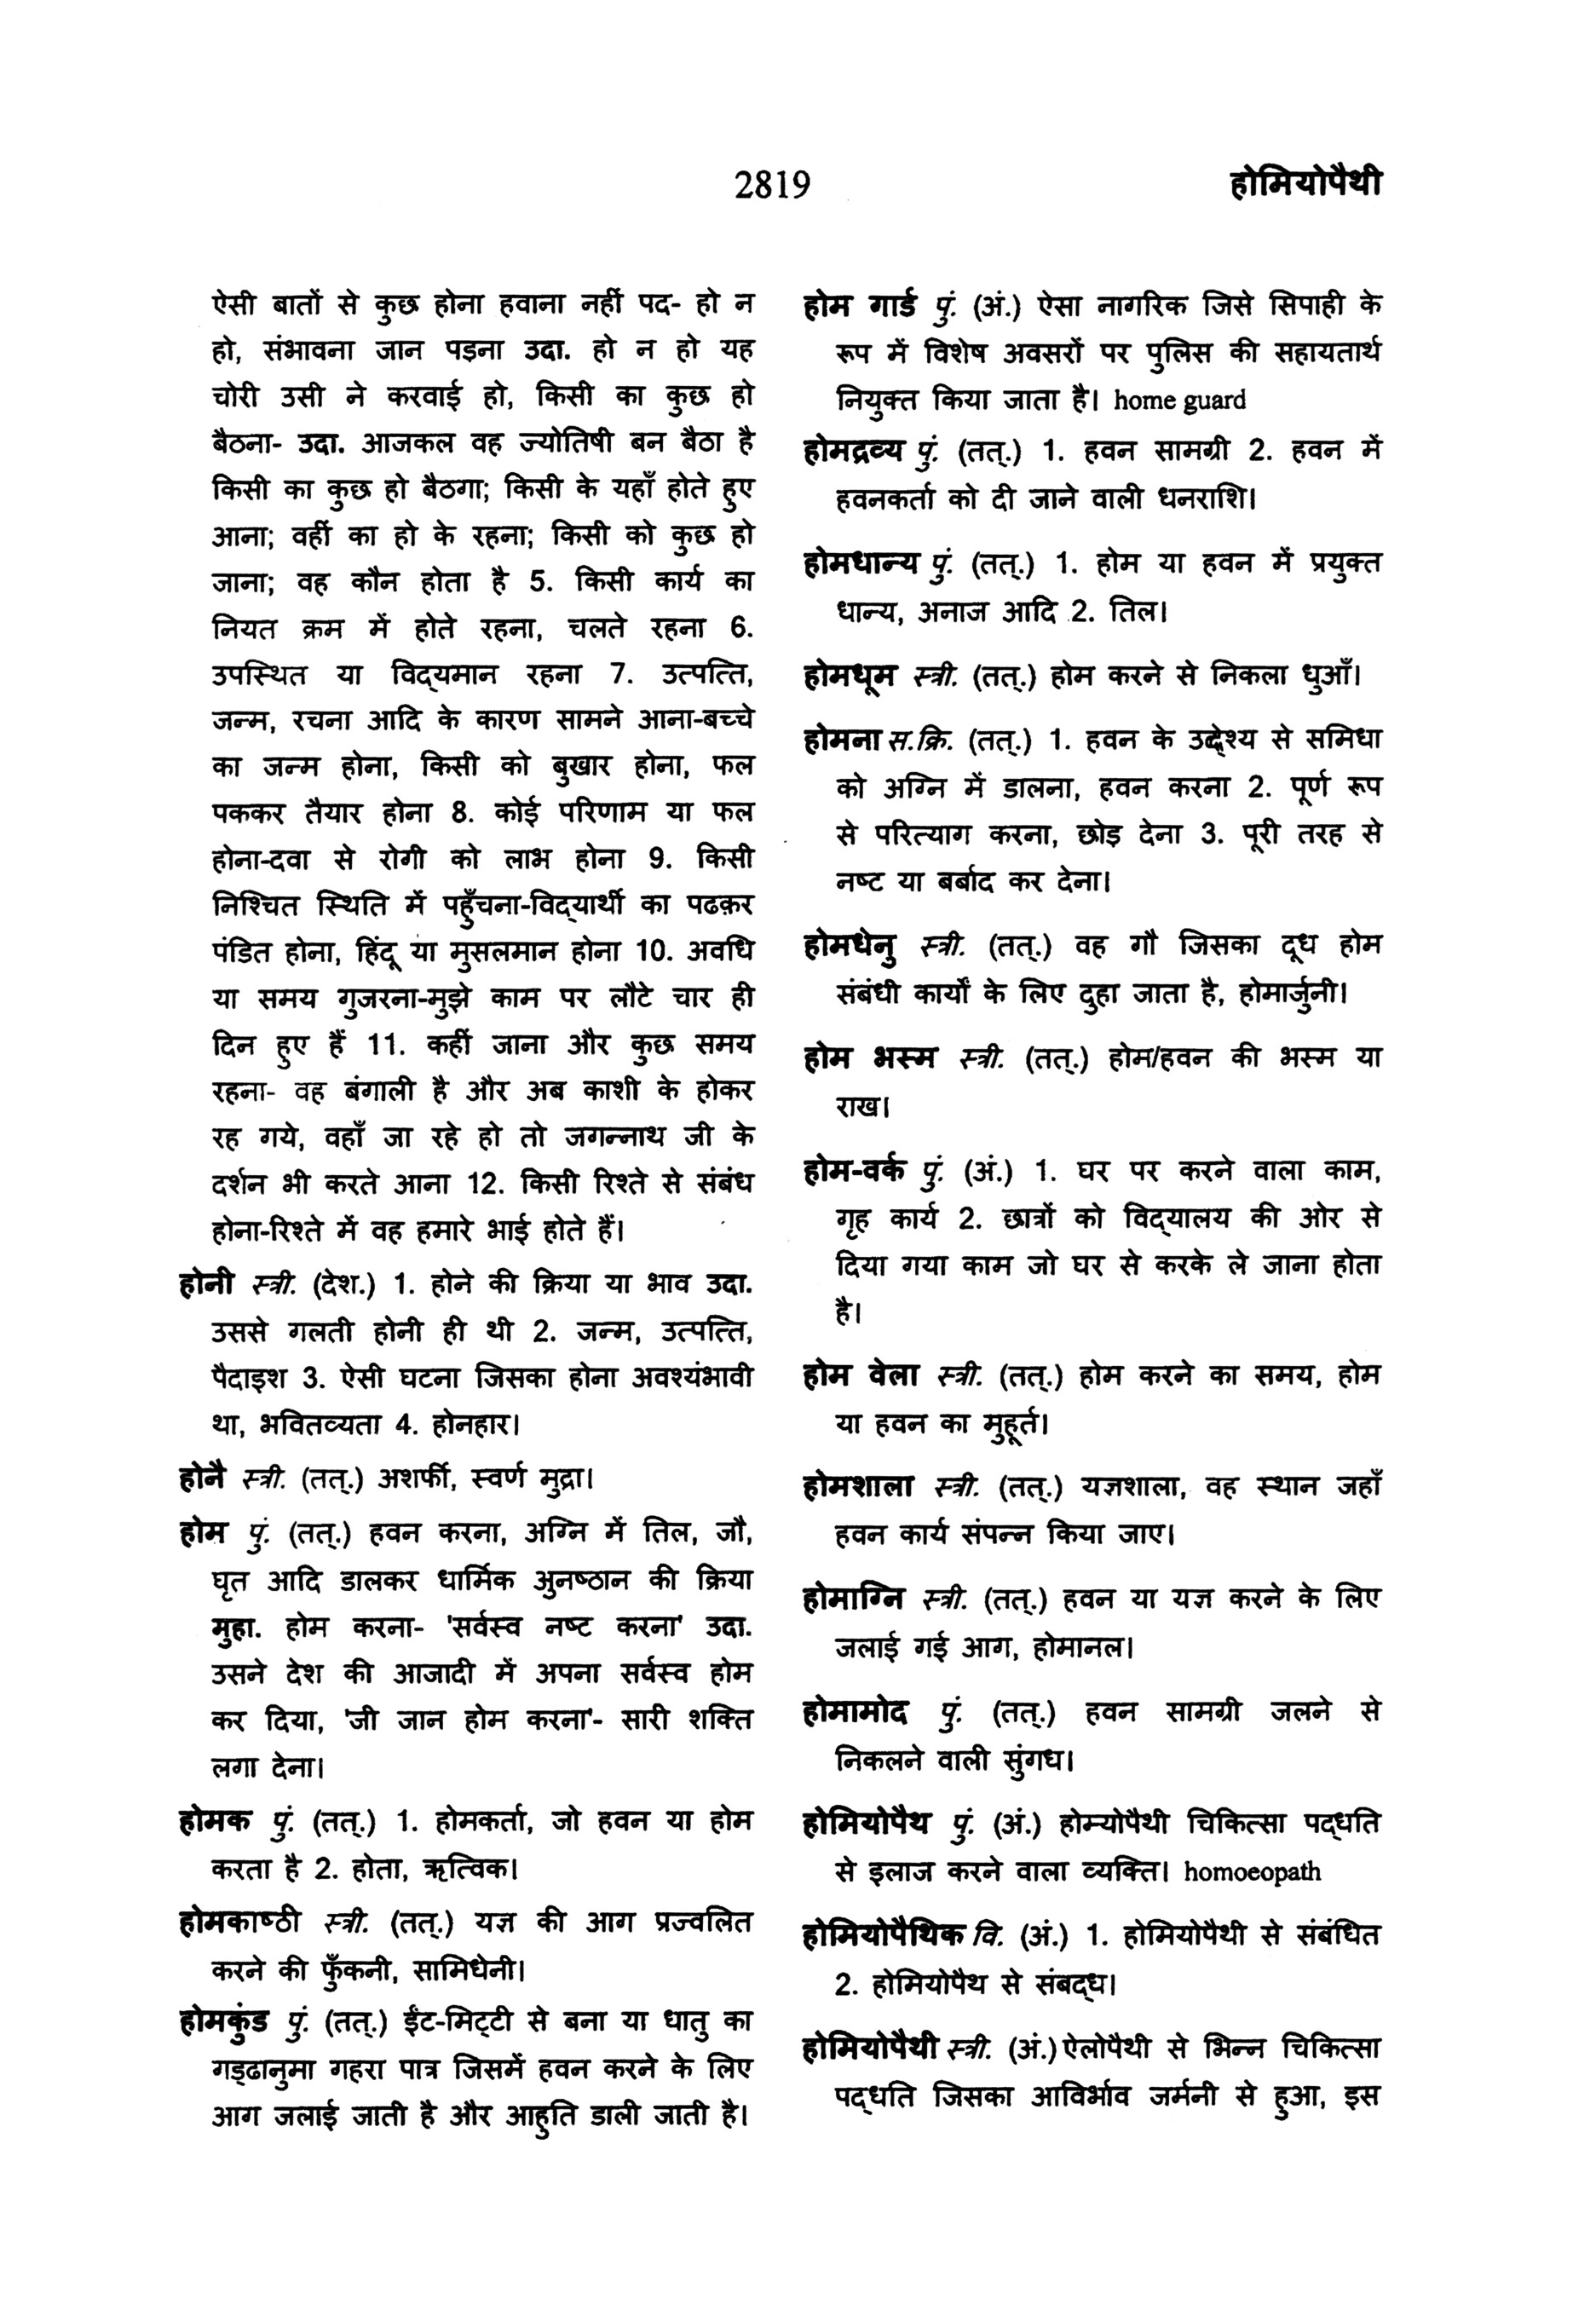 2819
होमियोपैथी
ऐसी बातों से कुछ होना हवाना नहीं पद- हो न
हो, संभावना जान पड़ना उदा. हो न हो यह
चोरी उसी ने करवाई हो, किसी का कुछ हो
बैठना- उदा. आजकल वह ज्योतिषी बन बैठा है
किसी का कुछ हो बैठगा; किसी के यहाँ होते हुए
आना; वहीं का हो के रहना; किसी को कुछ हो
जाना; वह कौन होता है 5. किसी कार्य का
नियत क्रम में होते रहना, चलते रहना 6.
उपस्थित या विद्यमान रहना 7. उत्पत्ति,
जन्म, रचना आदि के कारण सामने आना-बच्चे
का जन्म होना, किसी को बुखार होना, फल
पककर तैयार होना 8. कोई परिणाम या फल
होना-दवा से रोगी को लाभ होना 9. किसी
निश्चित स्थिति में पहुँचना-विद्यार्थी का पढक़र
पंडित होना, हिंदू या मुसलमान होना 10. अवधि
या समय गुजरना-मुझे काम पर लौटे चार ही
दिन हुए हैं 11. कहीं जाना और कुछ समय
रहना- वह बंगाली है और अब काशी के होकर
रह गये, वहाँ जा रहे हो तो जगन्नाथ जी के
दर्शन भी करते आना 12. किसी रिश्ते से संबंध
होना-रिश्ते में वह हमारे भाई होते हैं।
होनी स्त्री. (देश.) 1. होने की क्रिया या भाव उदा.
उससे गलती होनी ही थी 2. जन्म, उत्पत्ति,
पैदाइश 3. ऐसी घटना जिसका होना अवश्यंभावी
था, भवितव्यता 4. होनहार।
होनै स्त्री. (तत्.) अशर्फी, स्वर्ण मुद्रा।
होम पुं. (तत्.) हवन करना, अग्नि में तिल, जौ,
घृत आदि डालकर धार्मिक अुनष्ठान की क्रिया
मुहा. होम करना- 'सर्वस्व नष्ट करना' उदा.
उसने देश की आजादी में अपना सर्वस्व होम
कर दिया, 'जी जान होम करना'- सारी शक्ति
लगा देना।
होमक पुं. (तत्.) 1. होमकर्ता, जो हवन या होम
करता है 2. होता, ऋत्विक।
होमकाष्ठी स्त्री. (तत्.) यज्ञ की आग प्रज्वलित
करने की फुँकनी, सामिधेनी।
होमकुंड पुं. (तत्.) ईंट-मिट्टी से बना या धातु का
गड्ढानुमा गहरा पात्र जिसमें हवन करने के लिए
आग जलाई जाती है और आहुति डाली जाती है।
होम गार्ड पुं. (अं.) ऐसा नागरिक जिसे सिपाही के
रूप में विशेष अवसरों पर पुलिस की सहायतार्थ
नियुक्त किया जाता है। home guard
होमद्रव्य पुं. (तत्.) 1. हवन सामग्री 2. हवन में
हवनकर्ता को दी जाने वाली धनराशि।
होमधान्य पुं. (तत्.) 1. होम या हवन में प्रयुक्त
धान्य, अनाज आदि 2. तिल।
होमधूम स्त्री. (तत्.) होम करने से निकला धुआँ।
होमना स.क्रि. (तत्.) 1. हवन के उद्देश्य से समिधा
को अग्नि में डालना, हवन करना 2. पूर्ण रूप
से परित्याग करना, छोड़ देना 3. पूरी तरह से
नष्ट या बर्बाद कर देना।
होमधेनु स्त्री. (तत्.) वह गौ जिसका दूध होम
संबंधी कार्यों के लिए दुहा जाता है, होमार्जुनी।
होम भस्म स्त्री. (तत्.) होम/हवन की भस्म या
राख।
होम-वर्क पुं. (अं.) 1. घर पर करने वाला काम,
गृह कार्य 2. छात्रों को विद्यालय की ओर से
दिया गया काम जो घर से करके ले जाना होता
है।
होम वेला स्त्री. (तत्.) होम करने का समय, होम
या हवन का मुहूर्त।
होमशाला स्त्री. (तत्.) यज्ञशाला, वह स्थान जहाँ
हवन कार्य संपन्न किया जाए।
होमाग्नि स्त्री. (तत्.) हवन या यज्ञ करने के लिए
जलाई गई आग, होमानल।
होमामोद पुं. (तत्.) हवन सामग्री जलने से
निकलने वाली सुंगध।
होमियोपैथ पुं. (अं.) होम्योपैथी चिकित्सा पद्धति
से इलाज करने वाला व्यक्ति। homoeopath
होमियोपैथिक वि. (अं.) 1. होमियोपैथी से संबंधित
2. होमियोपैथ से संबद्ध।
होमियोपैथी स्त्री. (अं.) ऐलोपैथी से भिन्न चिकित्सा
पद्धति जिसका आविर्भाव जर्मनी से हुआ, इस